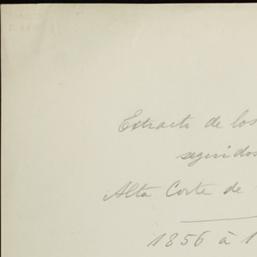 Extracto de los
seguidos
Alta Corte de
1856 à 1